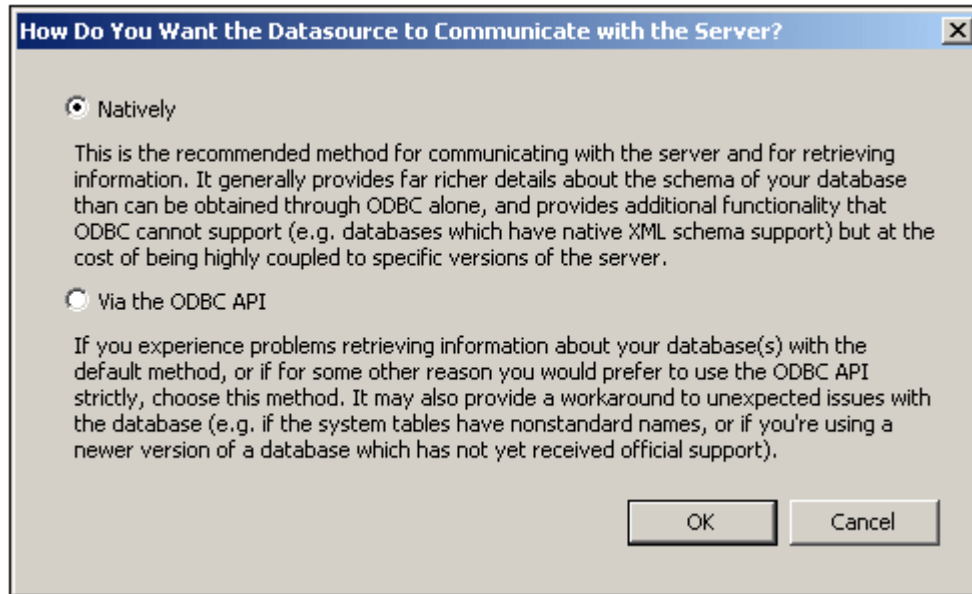 How Do You Want the Datasource to Communicate with the Server?
Natively
This is the recommended method for communicating with the server and for retrieving
information. It generally provides far richer details about the schema of your database
than can be obtained through ODBC alone, and provides additional functionality that
ODBC cannot support (e.g. databases which have native XML schema support) but at the
cost of being highly coupled to specific versions of the server.
Via the ODBC API
If you experience problems retrieving information about your database(s) with the
default method, or if for some other reason you would prefer to use the ODBC API
strictly, choose this method. It may also provide a workaround to unexpected issues with
the database (e.g. if the system tables have nonstandard names, or if you're using a
newer version of a database which has not yet received official support).
OK Cancel